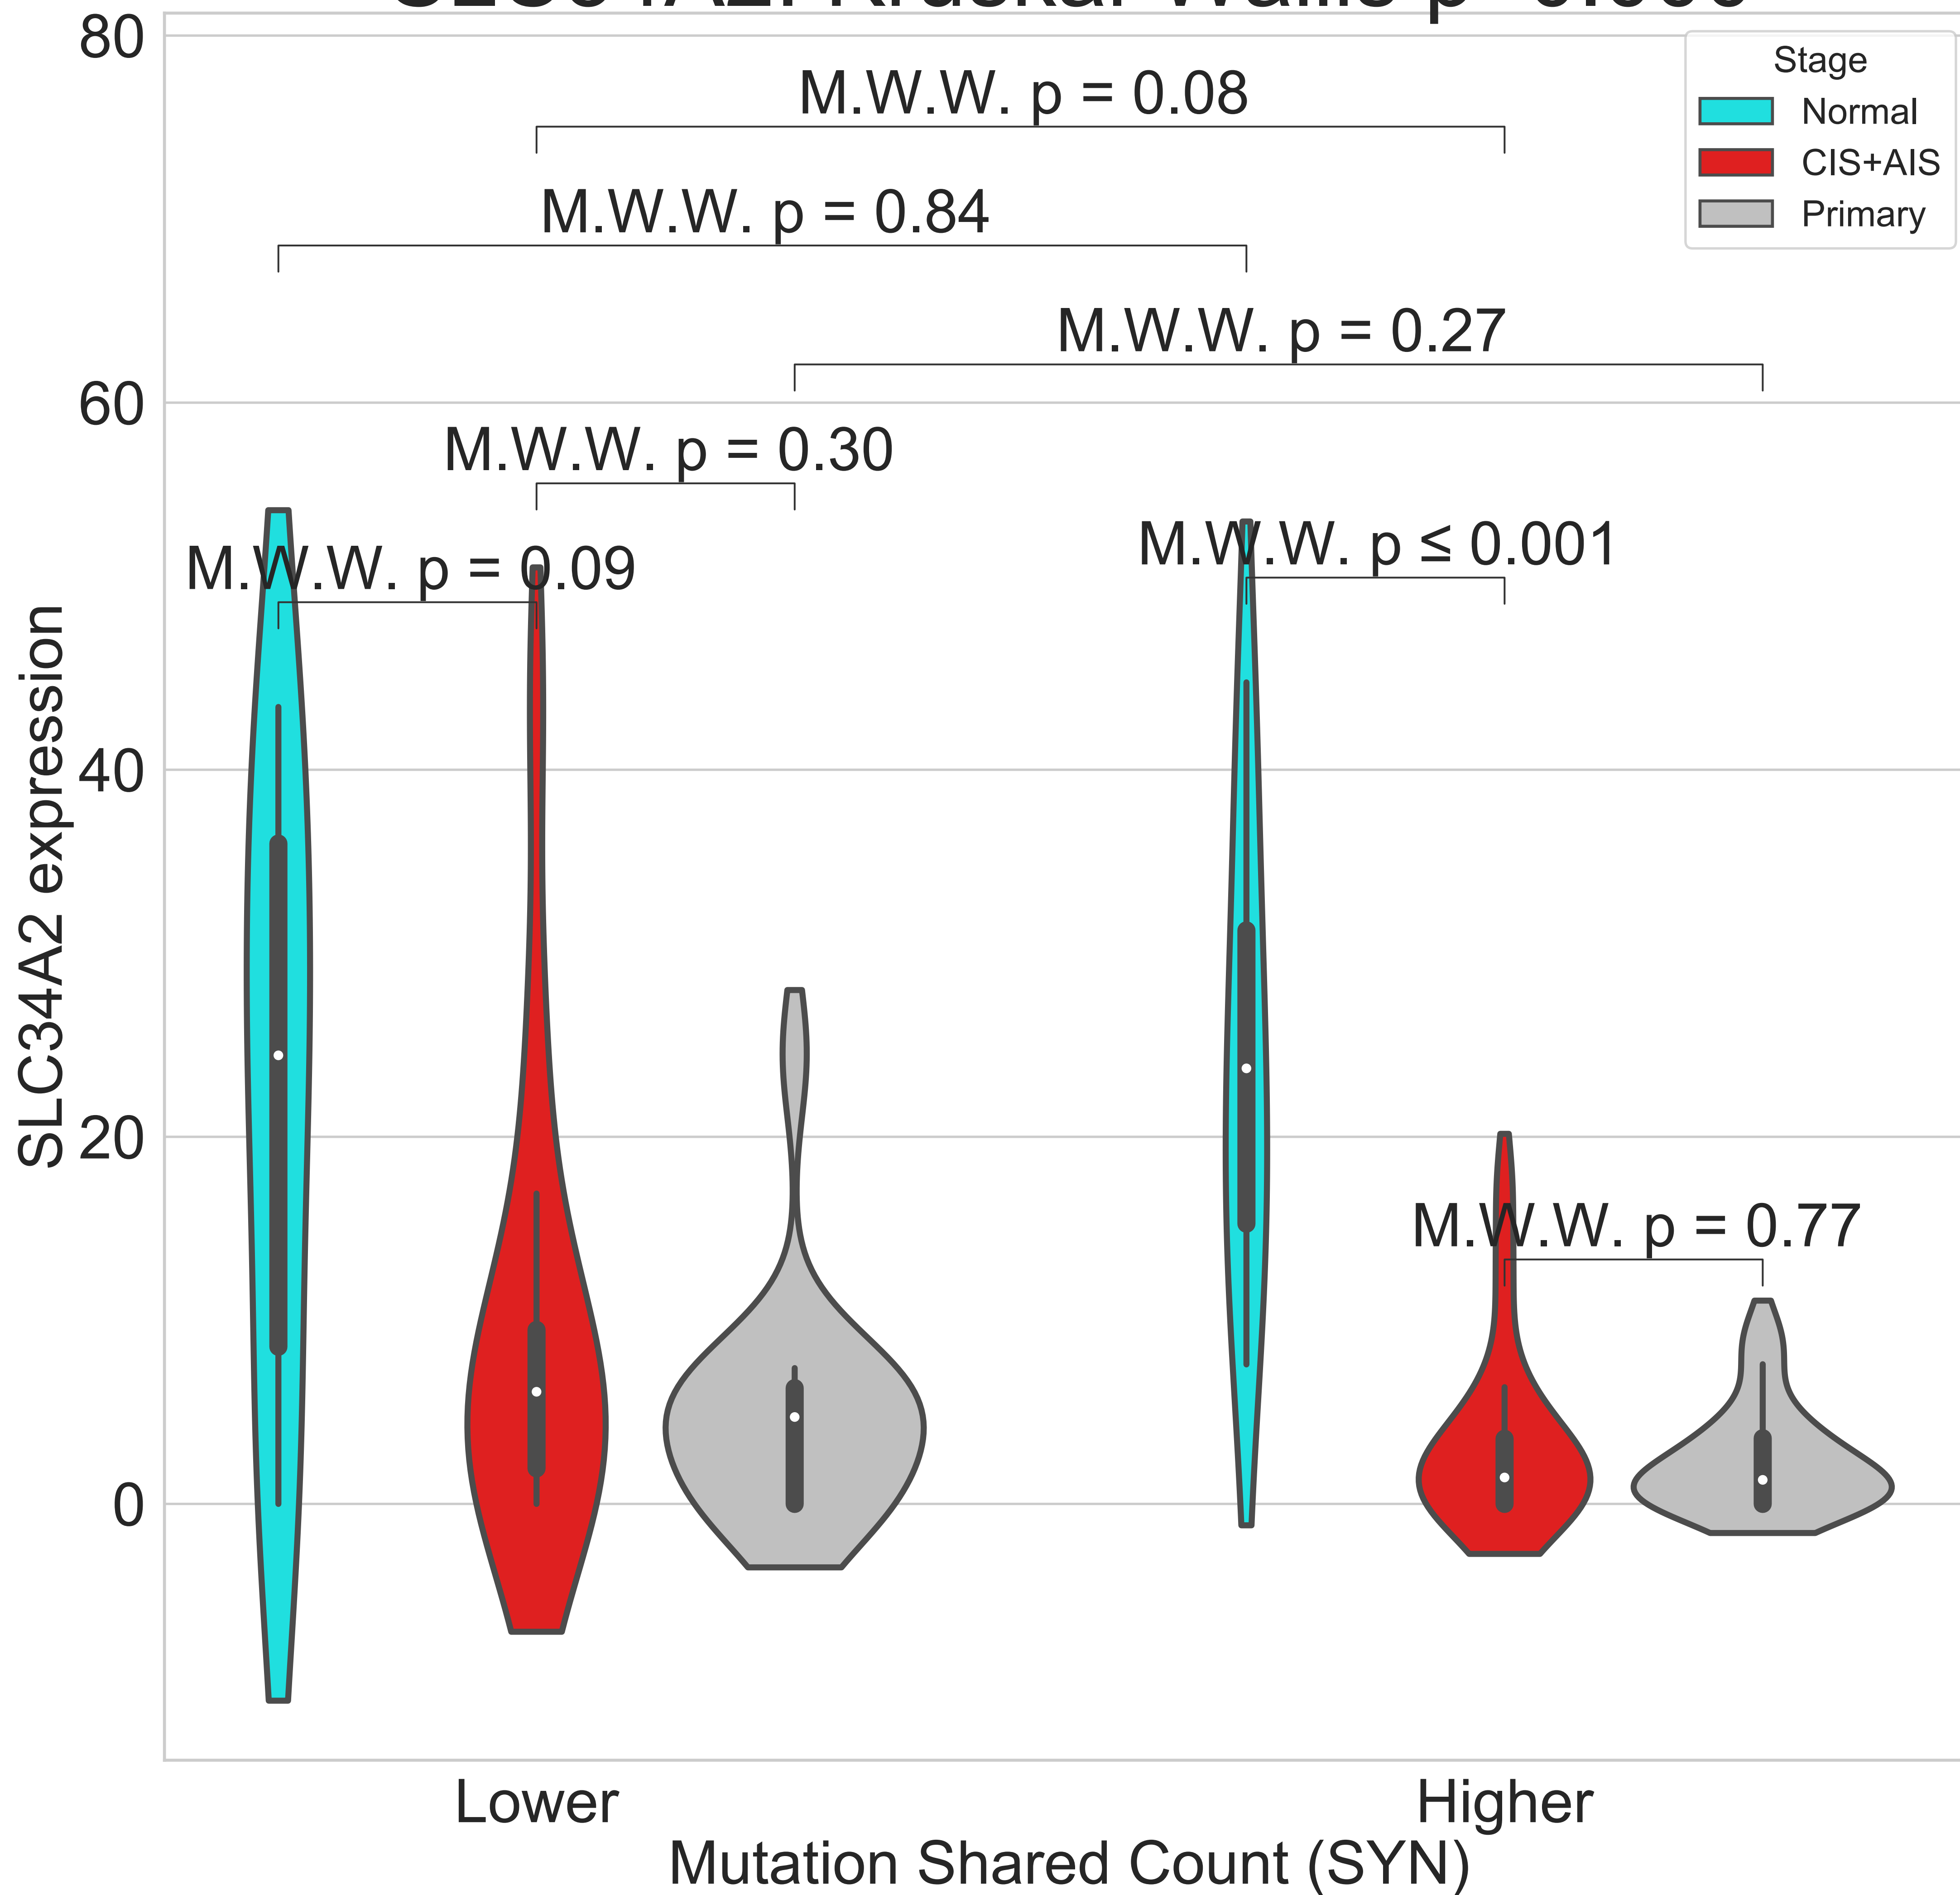 80
Stage
Normal
CIS+AIS
Primary
M.W.W. p = 0.08
M.W.W. p = 0.84
M.W.W. p = 0.27
60
M.W.W. p = 0.30
M.W.W. p = 0.09
M.W.W. p ≤ 0.001
SLC34A2 expression
40
20
M.W.W. p = 0.77
0
Lower
Higher
Mutation Shared Count (SYN)